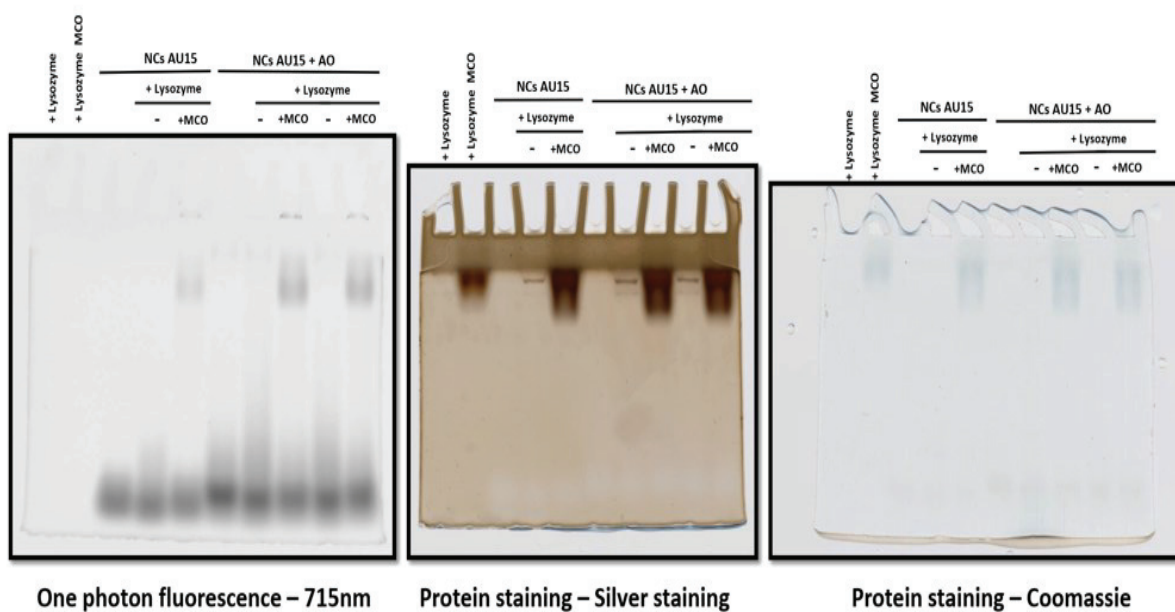 + Lysozyme
+ Lysozyme MCO
NCs AU15
NCs AU15 + AO
+ Lysozyme
+ Lysozyme
-
+MCO
-
+MCO
-
+MCO
One photon fluorescence – 715nm
+ Lysozyme
+ Lysozyme MCO
NCs AU15
NCs AU15 + AO
+ Lysozyme
+ Lysozyme
-
+MCO
-
+MCO
-
+MCO
Protein staining – Silver staining
+ Lysozyme
+ Lysozyme MCO
NCs AU15
NCs AU15 + AO
+ Lysozyme
+ Lysozyme
-
+MCO
-
+MCO
-
+MCO
Protein staining – Coomassie